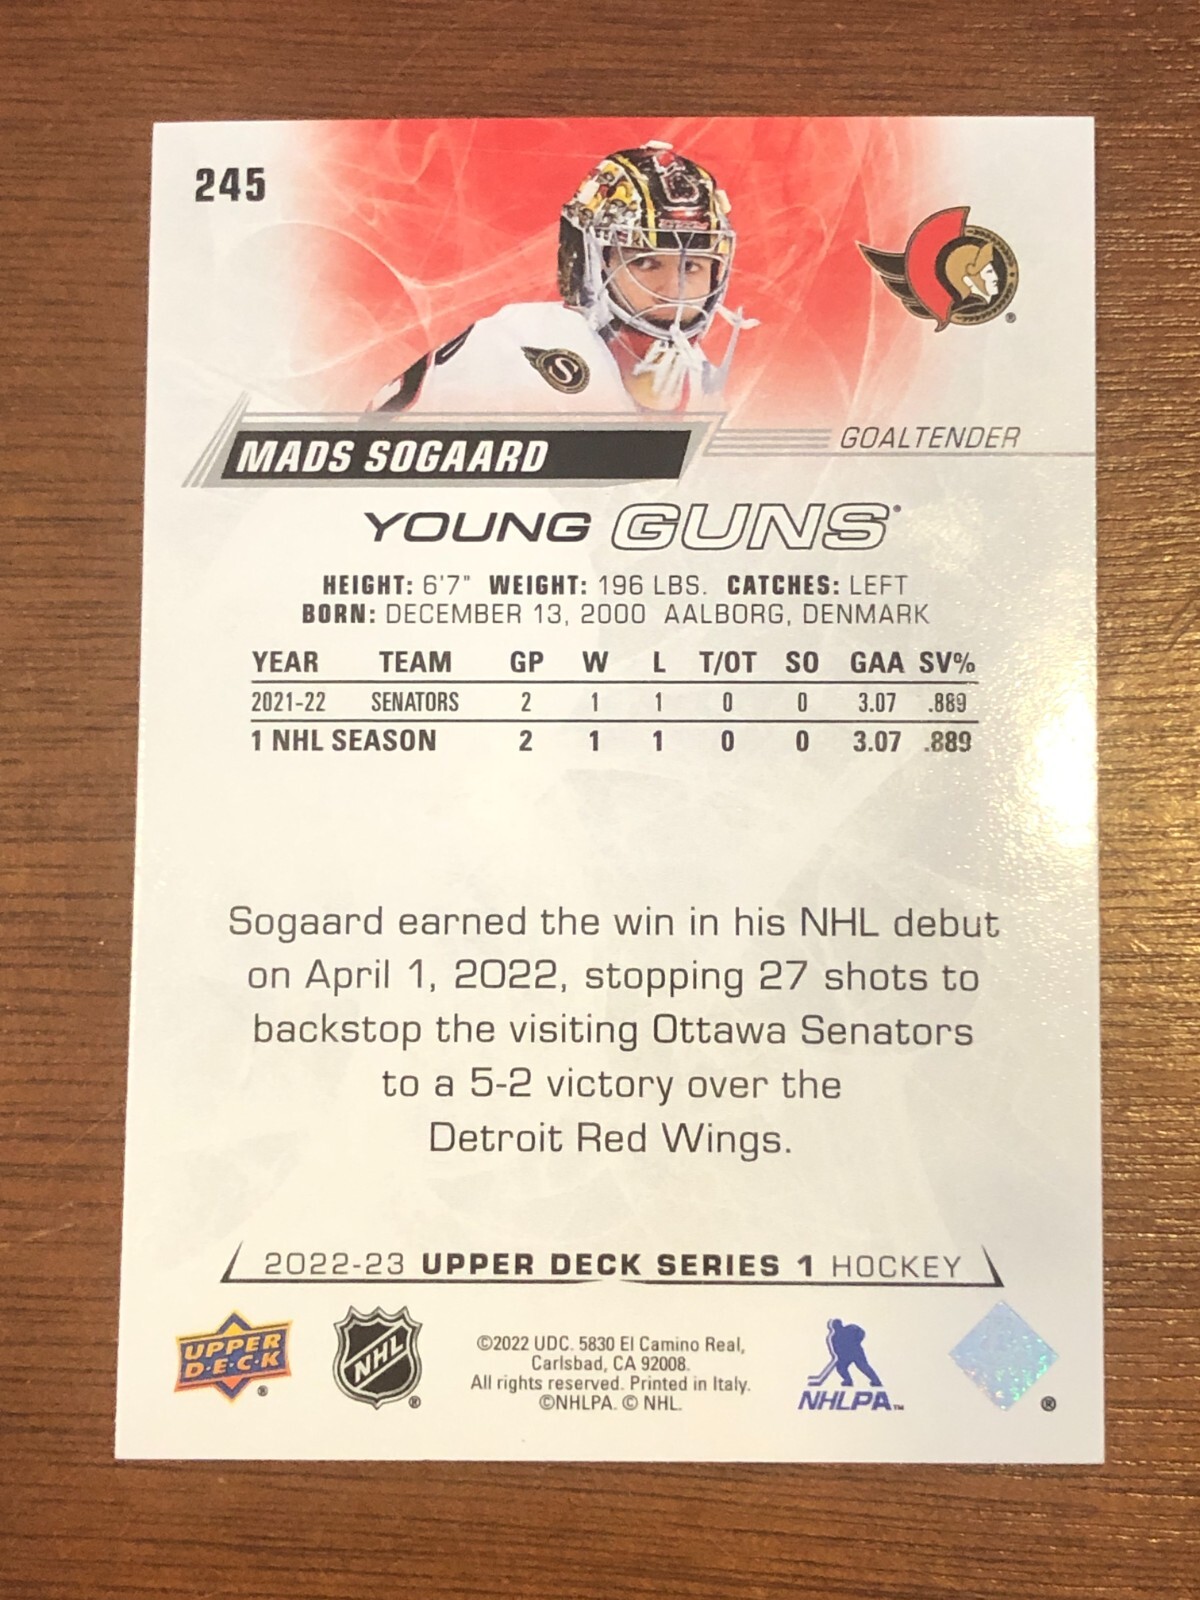 245
MADS SOGAARD
GOALTENDER
YOUNG GUNS®
HEIGHT: 6'7" WEIGHT: 196 LBS. CATCHES: LEFT
BORN: DECEMBER 13, 2000 AALBORG, DENMARK
YEAR TEAM GP W L T/OT SO GAA SV%
2021-22 SENATORS 2 1 1 0 0 3.07 .889
1 NHL SEASON 2 1 1 0 0 3.07 .889
Sogaard earned the win in his NHL debut
on April 1, 2022, stopping 27 shots to
backstop the visiting Ottawa Senators
to a 5-2 victory over the
Detroit Red Wings.
2022-23 UPPER DECK SERIES 1 HOCKEY
UPPER
D·E·C·K ®
NHL ®
©2022 UDC. 5830 El Camino Real,
Carlsbad, CA 92008.
All rights reserved. Printed in Italy.
©NHLPA. © NHL.
NHLPA™
®